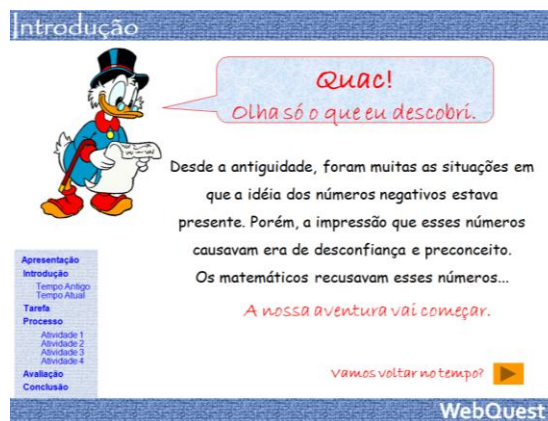 Introdução
Quac!
Olha só o que eu descobri.
Desde a antiguidade, foram muitas as situações em
que a idéia dos números negativos estava
presente. Porém, a impressão que esses números
causavam era de desconfiança e preconceito.
Os matemáticos recusavam esses números...
A nossa aventura vai começar.
Apresentação
Introdução
Tempo Antigo
Tempo Atual
Tarefa
Processo
Atividade 1
Atividade 2
Atividade 3
Atividade 4
Avaliação
Conclusão
Vamos voltar no tempo?
WebQuest